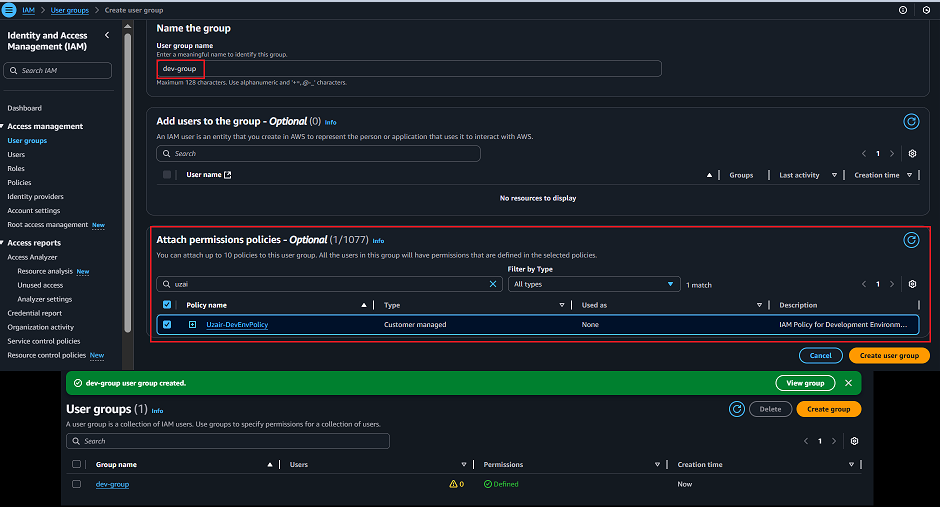 IAM > User groups > Create user group
Identity and Access
Management (IAM)
Search IAM
Dashboard
Access management
User groups
Users
Roles
Policies
Identity providers
Account settings
Root access management New
Access reports
Access Analyzer
Resource analysis New
Unused access
Analyzer settings
Credential report
Organization activity
Service control policies
Resource control policies New
Name the group
User group name
Enter a meaningful name to identify this group.
dev-group
Maximum 128 characters. Use alphanumeric and '+=,.@-_' characters.
Add users to the group - Optional (0) Info
An IAM user is an entity that you create in AWS to represent the person or application that uses it to interact with AWS.
Search
1
User name Groups Last activity Creation time
No resources to display
Attach permissions policies - Optional (1/1077) Info
You can attach up to 10 policies to this user group. All the users in this group will have permissions that are defined in the selected policies.
Filter by Type
uzai All types 1 match 1
Policy name Type Used as Description
Uzair-DevEnvPolicy Customer managed None IAM Policy for Development Environm...
Cancel Create user group
dev-group user group created. View group
User groups (1) Info Delete Create group
A user group is a collection of IAM users. Use groups to specify permissions for a collection of users.
Search 1
Group name Users Permissions Creation time
dev-group 0 Defined Now